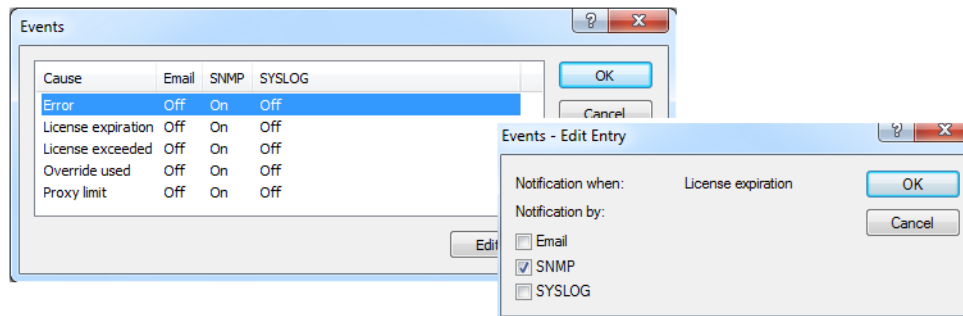 Events
Cause Email SNMP SYSLOG
Error Off On Off
License expiration Off On Off
License exceeded Off On Off
Override used Off On Off
Proxy limit Off On Off
OK
Cancel
Edit
Events - Edit Entry
Notification when: License expiration
Notification by:
Email
SNMP
SYSLOG
OK
Cancel